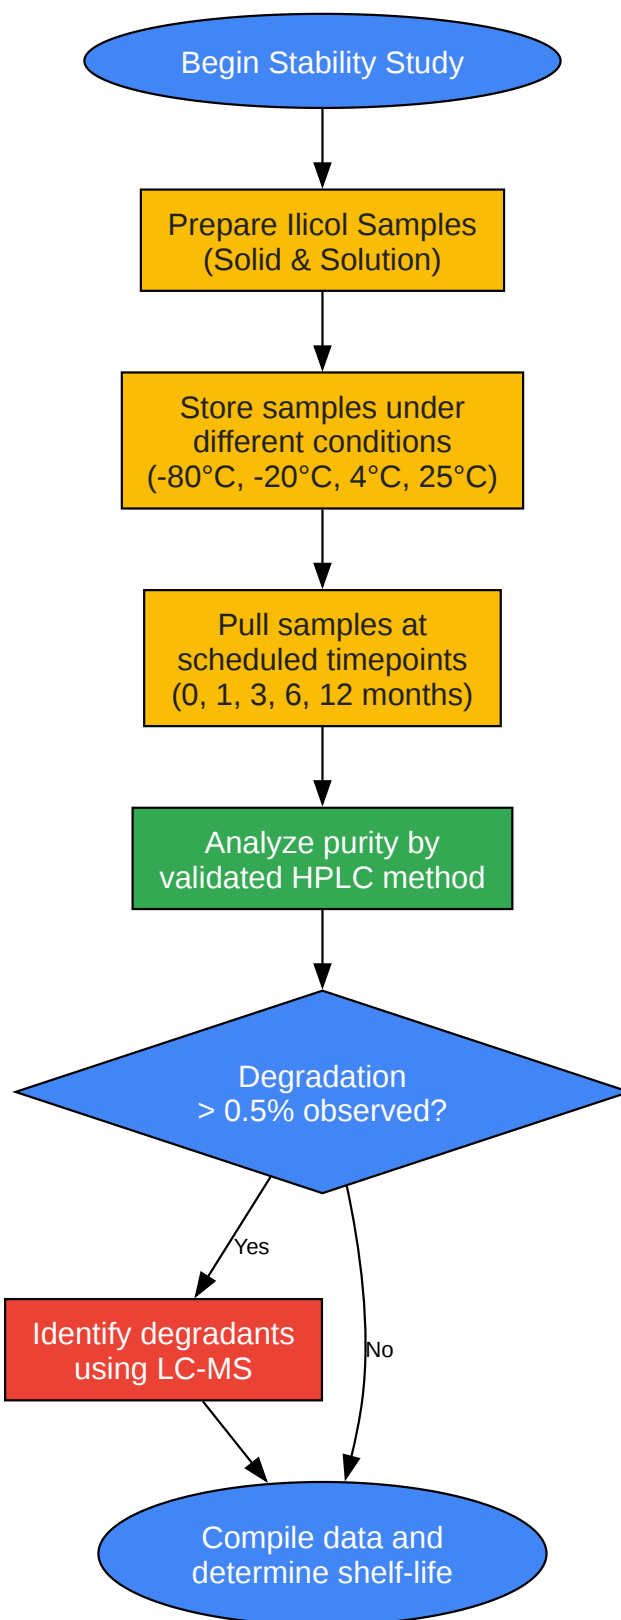 Begin Stability Study
Prepare Ilicol Samples
(Solid & Solution)
Store samples under
different conditions
(-80°C, -20°C, 4°C, 25°C)
Pull samples at
scheduled timepoints
(0, 1, 3, 6, 12 months)
Analyze purity by
validated HPLC method
Degradation
> 0.5% observed?
Yes
Identify degradants
using LC-MS
No
Compile data and
determine shelf-life